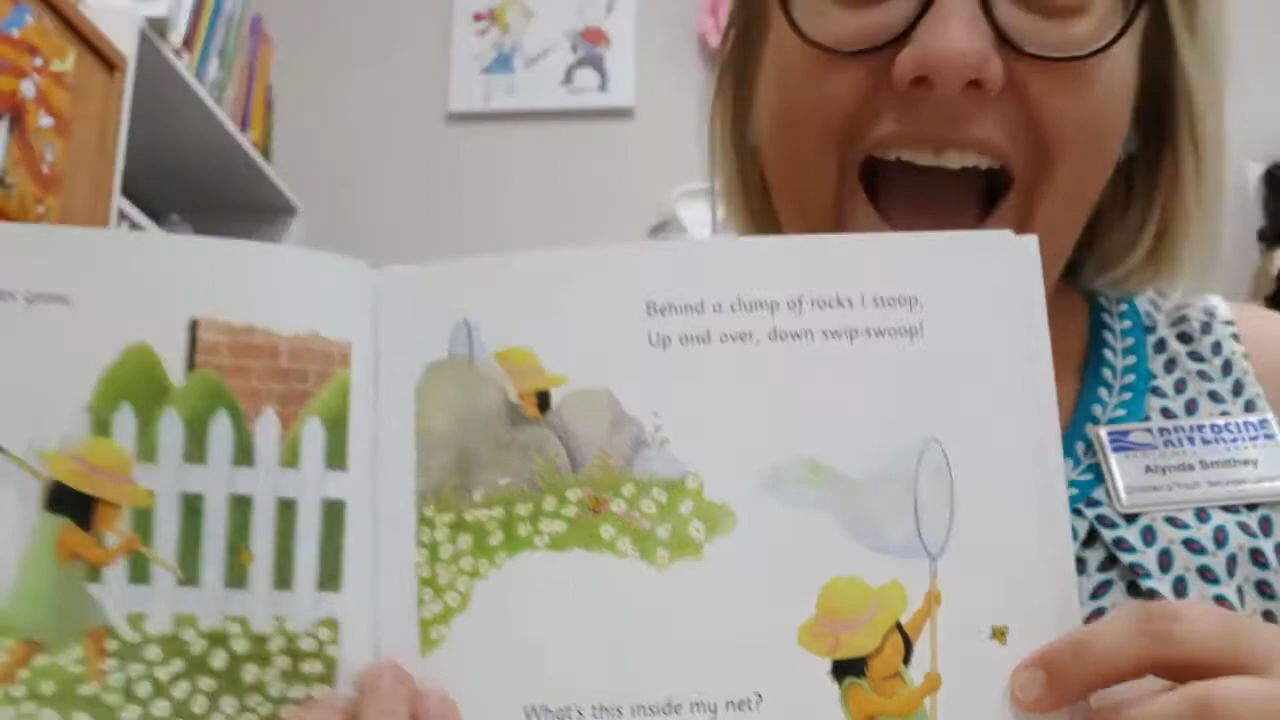 Behind a clump of rocks I stoop,
Up and over, down swip-swoop!
What's this inside my net?
RIVERSIDE
Alynda Smithey